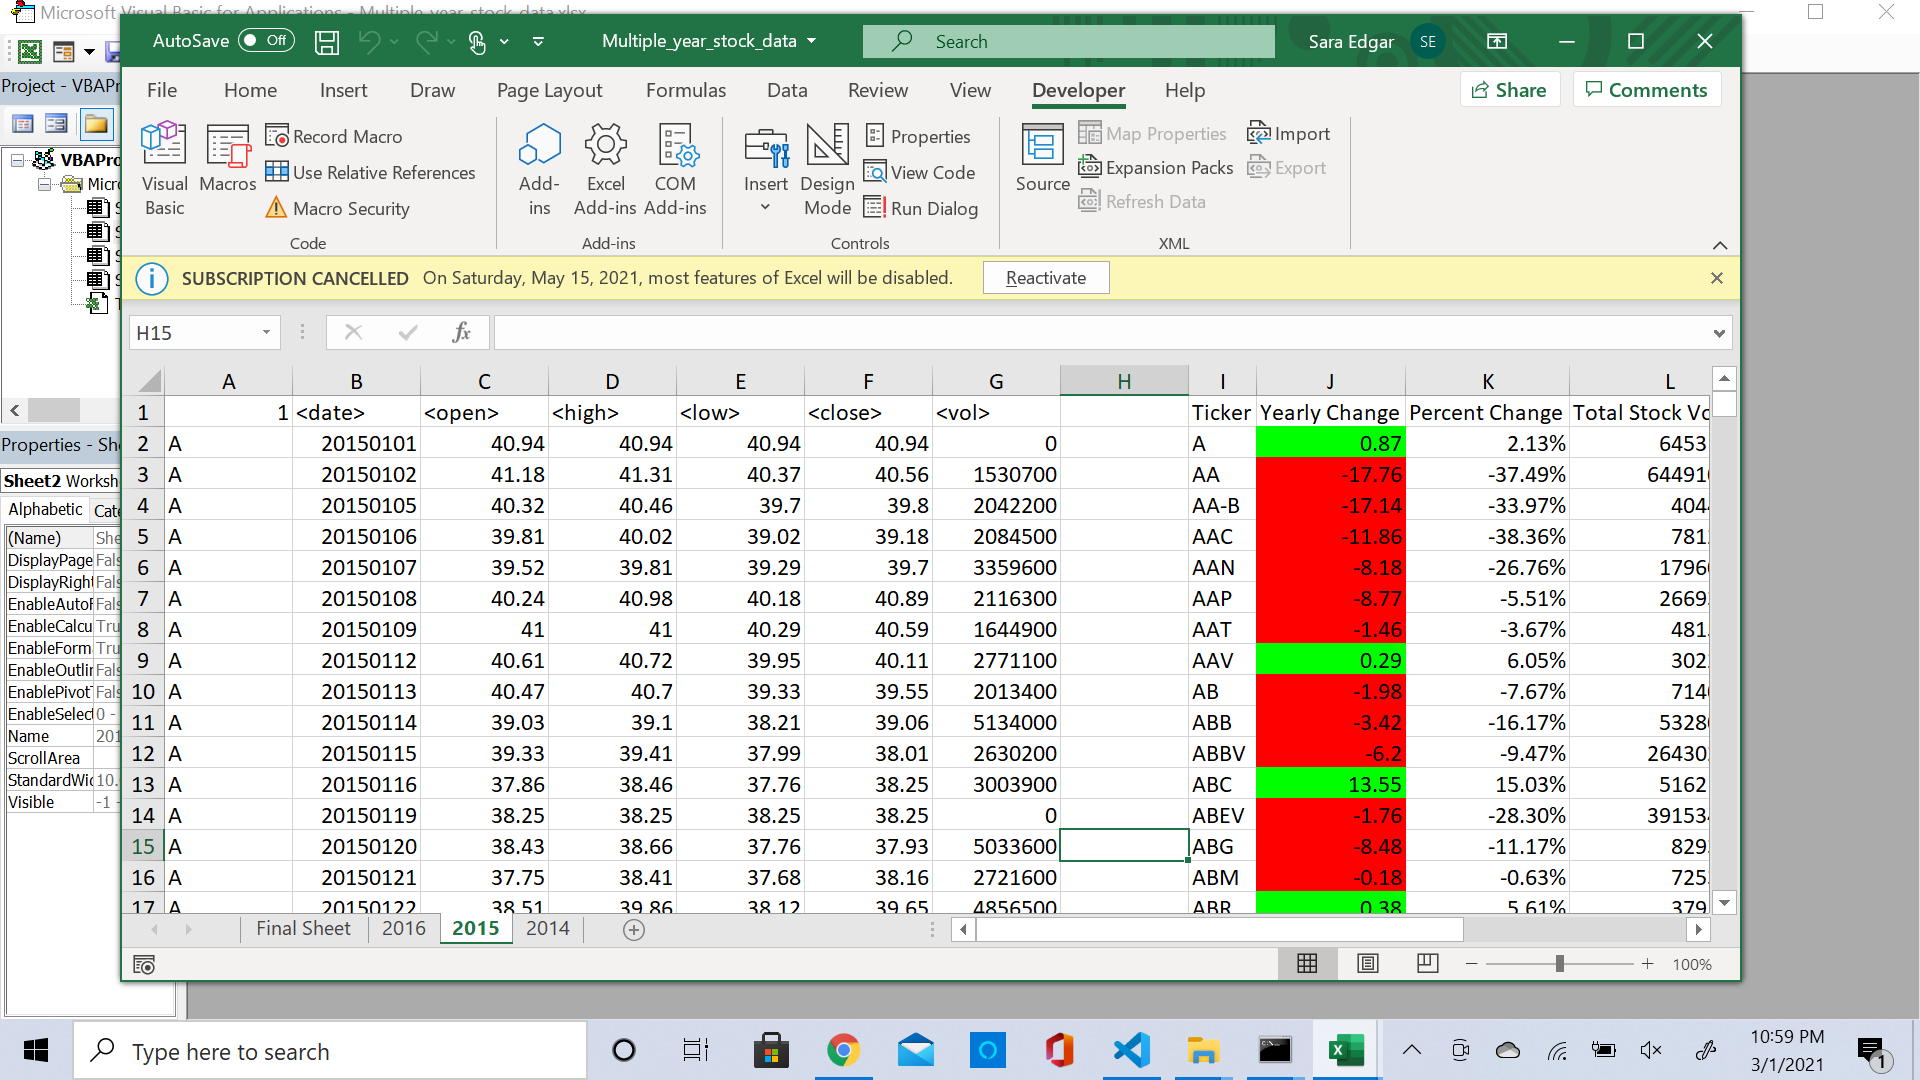 Microsoft Visual Basic for Applications - Multiple_year_stock_data.xlsx
AutoSave Off Multiple_year_stock_data Search Sara Edgar SE
File Home Insert Draw Page Layout Formulas Data Review View Developer Help Share Comments
Project - VBAPr
VBAPro
Micro
Visual Basic
Macros
Record Macro
Use Relative References
Macro Security
Code
Add-ins
Excel Add-ins
COM Add-ins
Add-ins
Insert
Design Mode
Properties
View Code
Run Dialog
Controls
Source
Map Properties
Expansion Packs
Refresh Data
Import
Export
XML
SUBSCRIPTION CANCELLED On Saturday, May 15, 2021, most features of Excel will be disabled. Reactivate
H15 fx
A B C D E F G H I J K L
1 1 <date> <open> <high> <low> <close> <vol> Ticker Yearly Change Percent Change Total Stock Vo
2 A 20150101 40.94 40.94 40.94 40.94 0 A 0.87 2.13% 6453
3 A 20150102 41.18 41.31 40.37 40.56 1530700 AA -17.76 -37.49% 64491
4 A 20150105 40.32 40.46 39.7 39.8 2042200 AA-B -17.14 -33.97% 404
5 A 20150106 39.81 40.02 39.02 39.18 2084500 AAC -11.86 -38.36% 781
6 A 20150107 39.52 39.81 39.29 39.7 3359600 AAN -8.18 -26.76% 1796
7 A 20150108 40.24 40.98 40.18 40.89 2116300 AAP -8.77 -5.51% 2669
8 A 20150109 41 41 40.29 40.59 1644900 AAT -1.46 -3.67% 481
9 A 20150112 40.61 40.72 39.95 40.11 2771100 AAV 0.29 6.05% 302
10 A 20150113 40.47 40.7 39.33 39.55 2013400 AB -1.98 -7.67% 714
11 A 20150114 39.03 39.1 38.21 39.06 5134000 ABB -3.42 -16.17% 5328
12 A 20150115 39.33 39.41 37.99 38.01 2630200 ABBV -6.2 -9.47% 26430
13 A 20150116 37.86 38.46 37.76 38.25 3003900 ABC 13.55 15.03% 5162
14 A 20150119 38.25 38.25 38.25 38.25 0 ABEV -1.76 -28.30% 39153
15 A 20150120 38.43 38.66 37.76 37.93 5033600 ABG -8.48 -11.17% 829
16 A 20150121 37.75 38.41 37.68 38.16 2721600 ABM -0.18 -0.63% 725
17 A 20150122 38.51 39.86 38.12 39.65 4856500 ABR 0.38 5.61% 379
Properties - She
Sheet2 Worksh
Alphabetic Cate
(Name) She
DisplayPage Fals
DisplayRight Fals
EnableAutoF Fals
EnableCalcu Tru
EnableForm Tru
EnableOutlin Fals
EnablePivotT Fals
EnableSelect 0 -
Name 201
ScrollArea
StandardWid 10.
Visible -1 -
Final Sheet 2016 2015 2014
100%
Type here to search
10:59 PM
3/1/2021
1